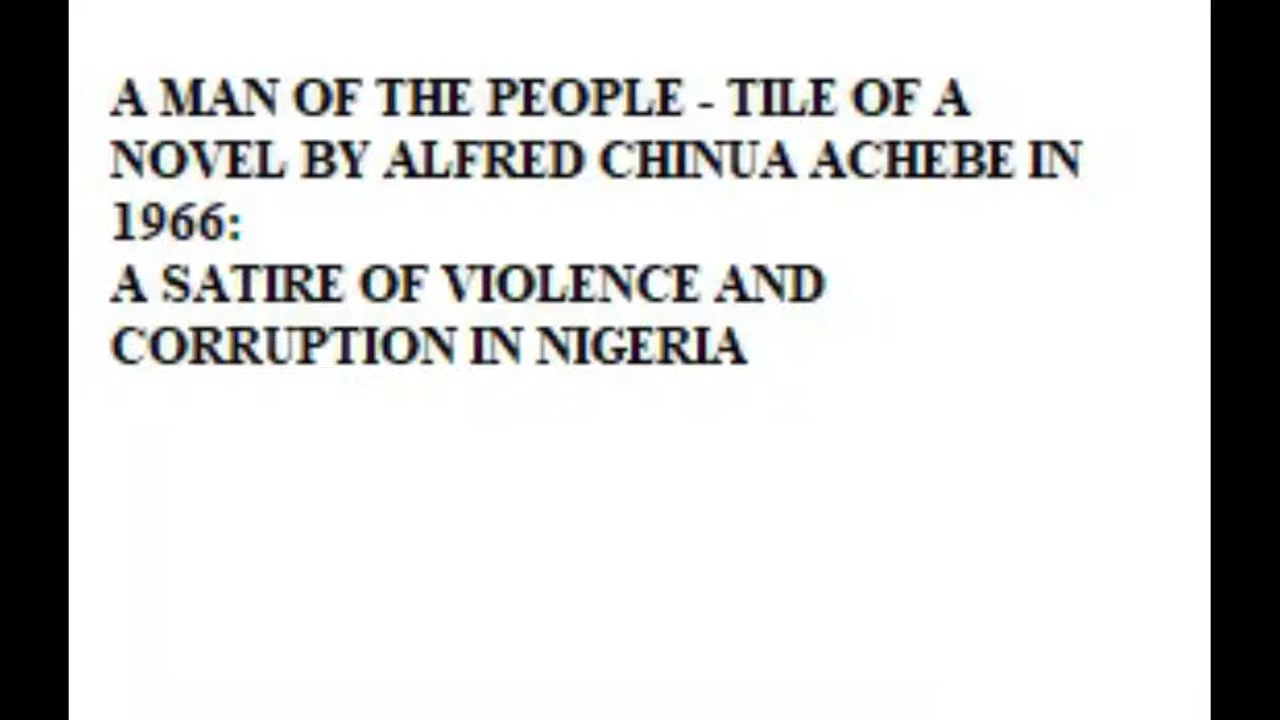 A MAN OF THE PEOPLE - TILE OF A
NOVEL BY ALFRED CHINUA ACHEBE IN
1966:
A SATIRE OF VIOLENCE AND
CORRUPTION IN NIGERIA